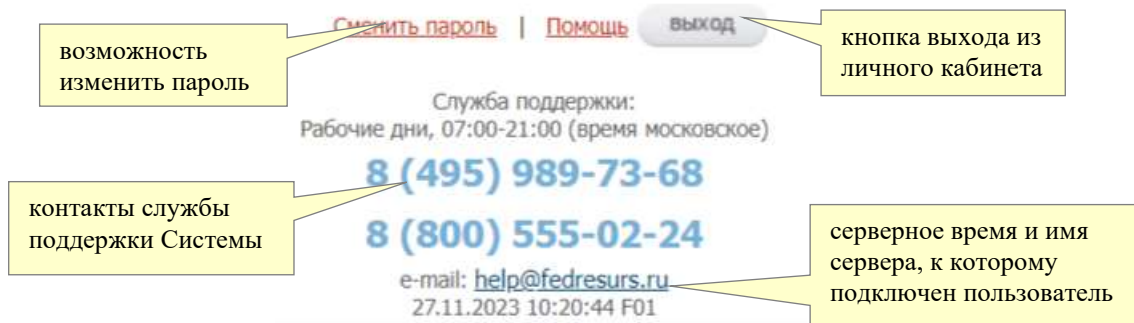 Сменить пароль | Помощь выход
возможность
изменить пароль
кнопка выхода из
личного кабинета
Служба поддержки:
Рабочие дни, 07:00-21:00 (время московское)
8 (495) 989-73-68
контакты службы
поддержки Системы
8 (800) 555-02-24
серверное время и имя
сервера, к которому
подключен пользователь
e-mail: help@fedresurs.ru
27.11.2023 10:20:44 F01